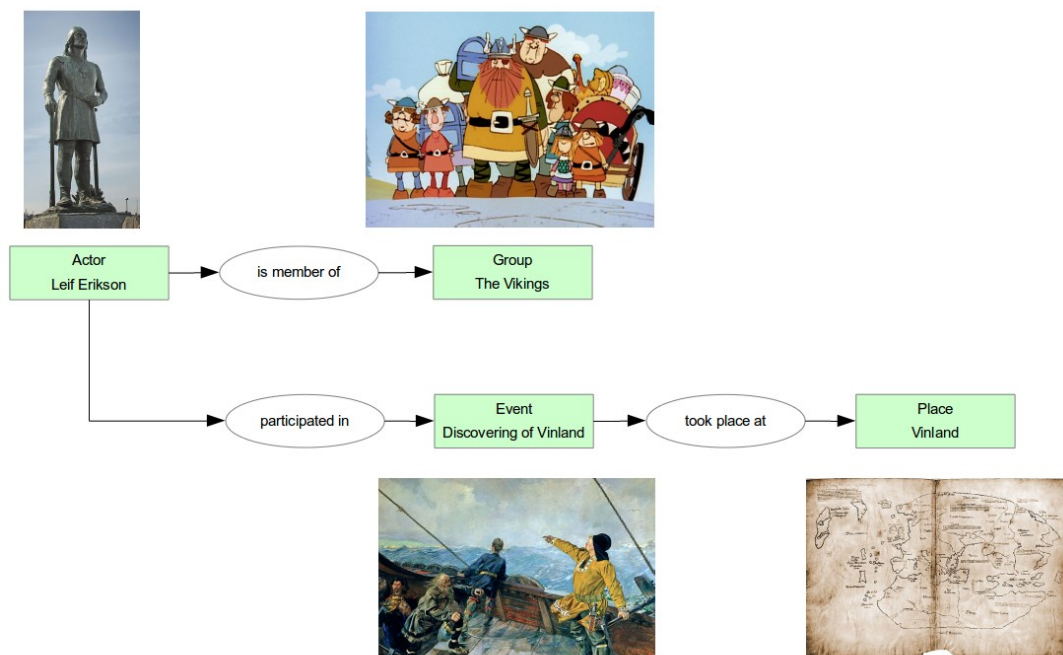 Actor
Leif Erikson
is member of
Group
The Vikings
participated in
Event
Discovering of Vinland
took place at
Place
Vinland